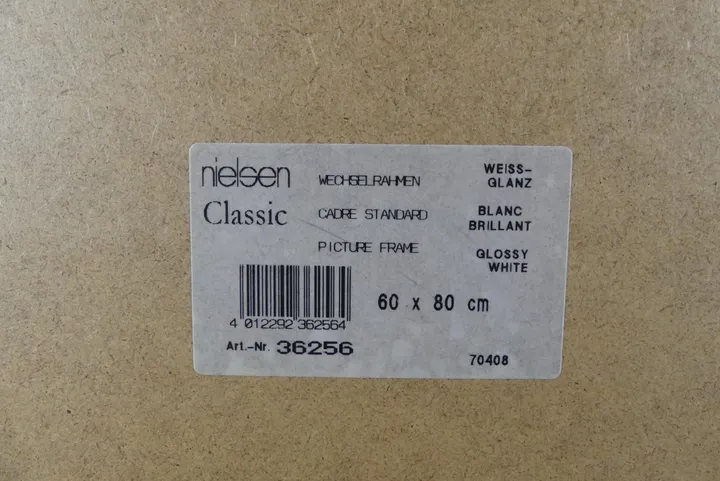 nielsen
Classic
WECHSELRAHMEN
CADRE STANDARD
PICTURE FRAME
WEISS-
GLANZ
BLANC
BRILLANT
GLOSSY
WHITE
60 x 80 cm
4 012292 362564
Art.-Nr. 36256
70408